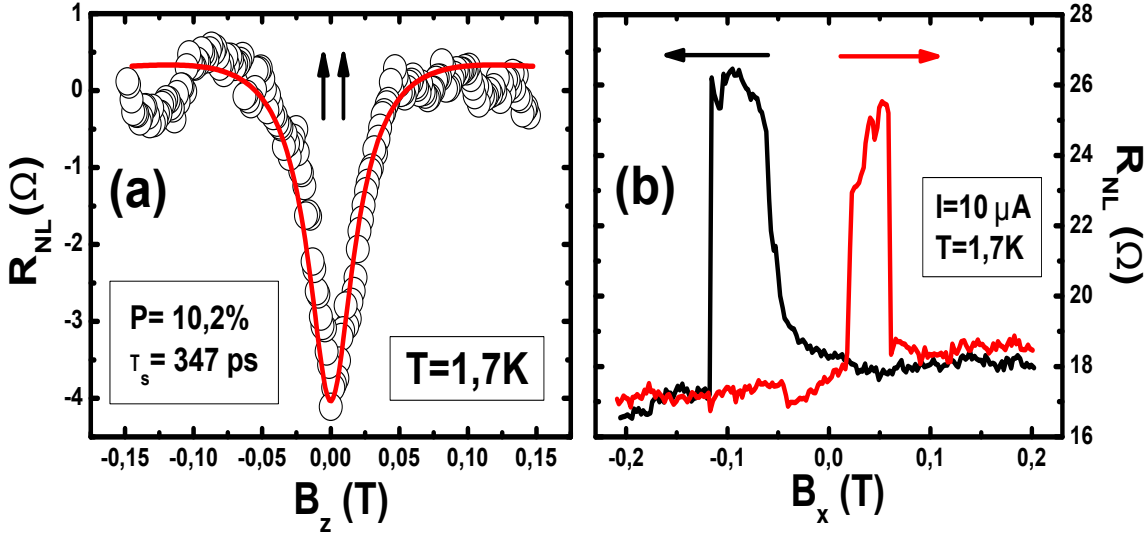 1
0
-1
-2
-3
-4
R_NL (Ω)
(a)
P= 10,2%
τ_s = 347 ps
T=1,7K
-0,15 -0,10 -0,05 0,00 0,05 0,10 0,15
B_z (T)
(b)
I=10 μA
T=1,7K
28
26
24
22
20
18
16
R_NL (Ω)
-0,2 -0,1 0,0 0,1 0,2
B_x (T)